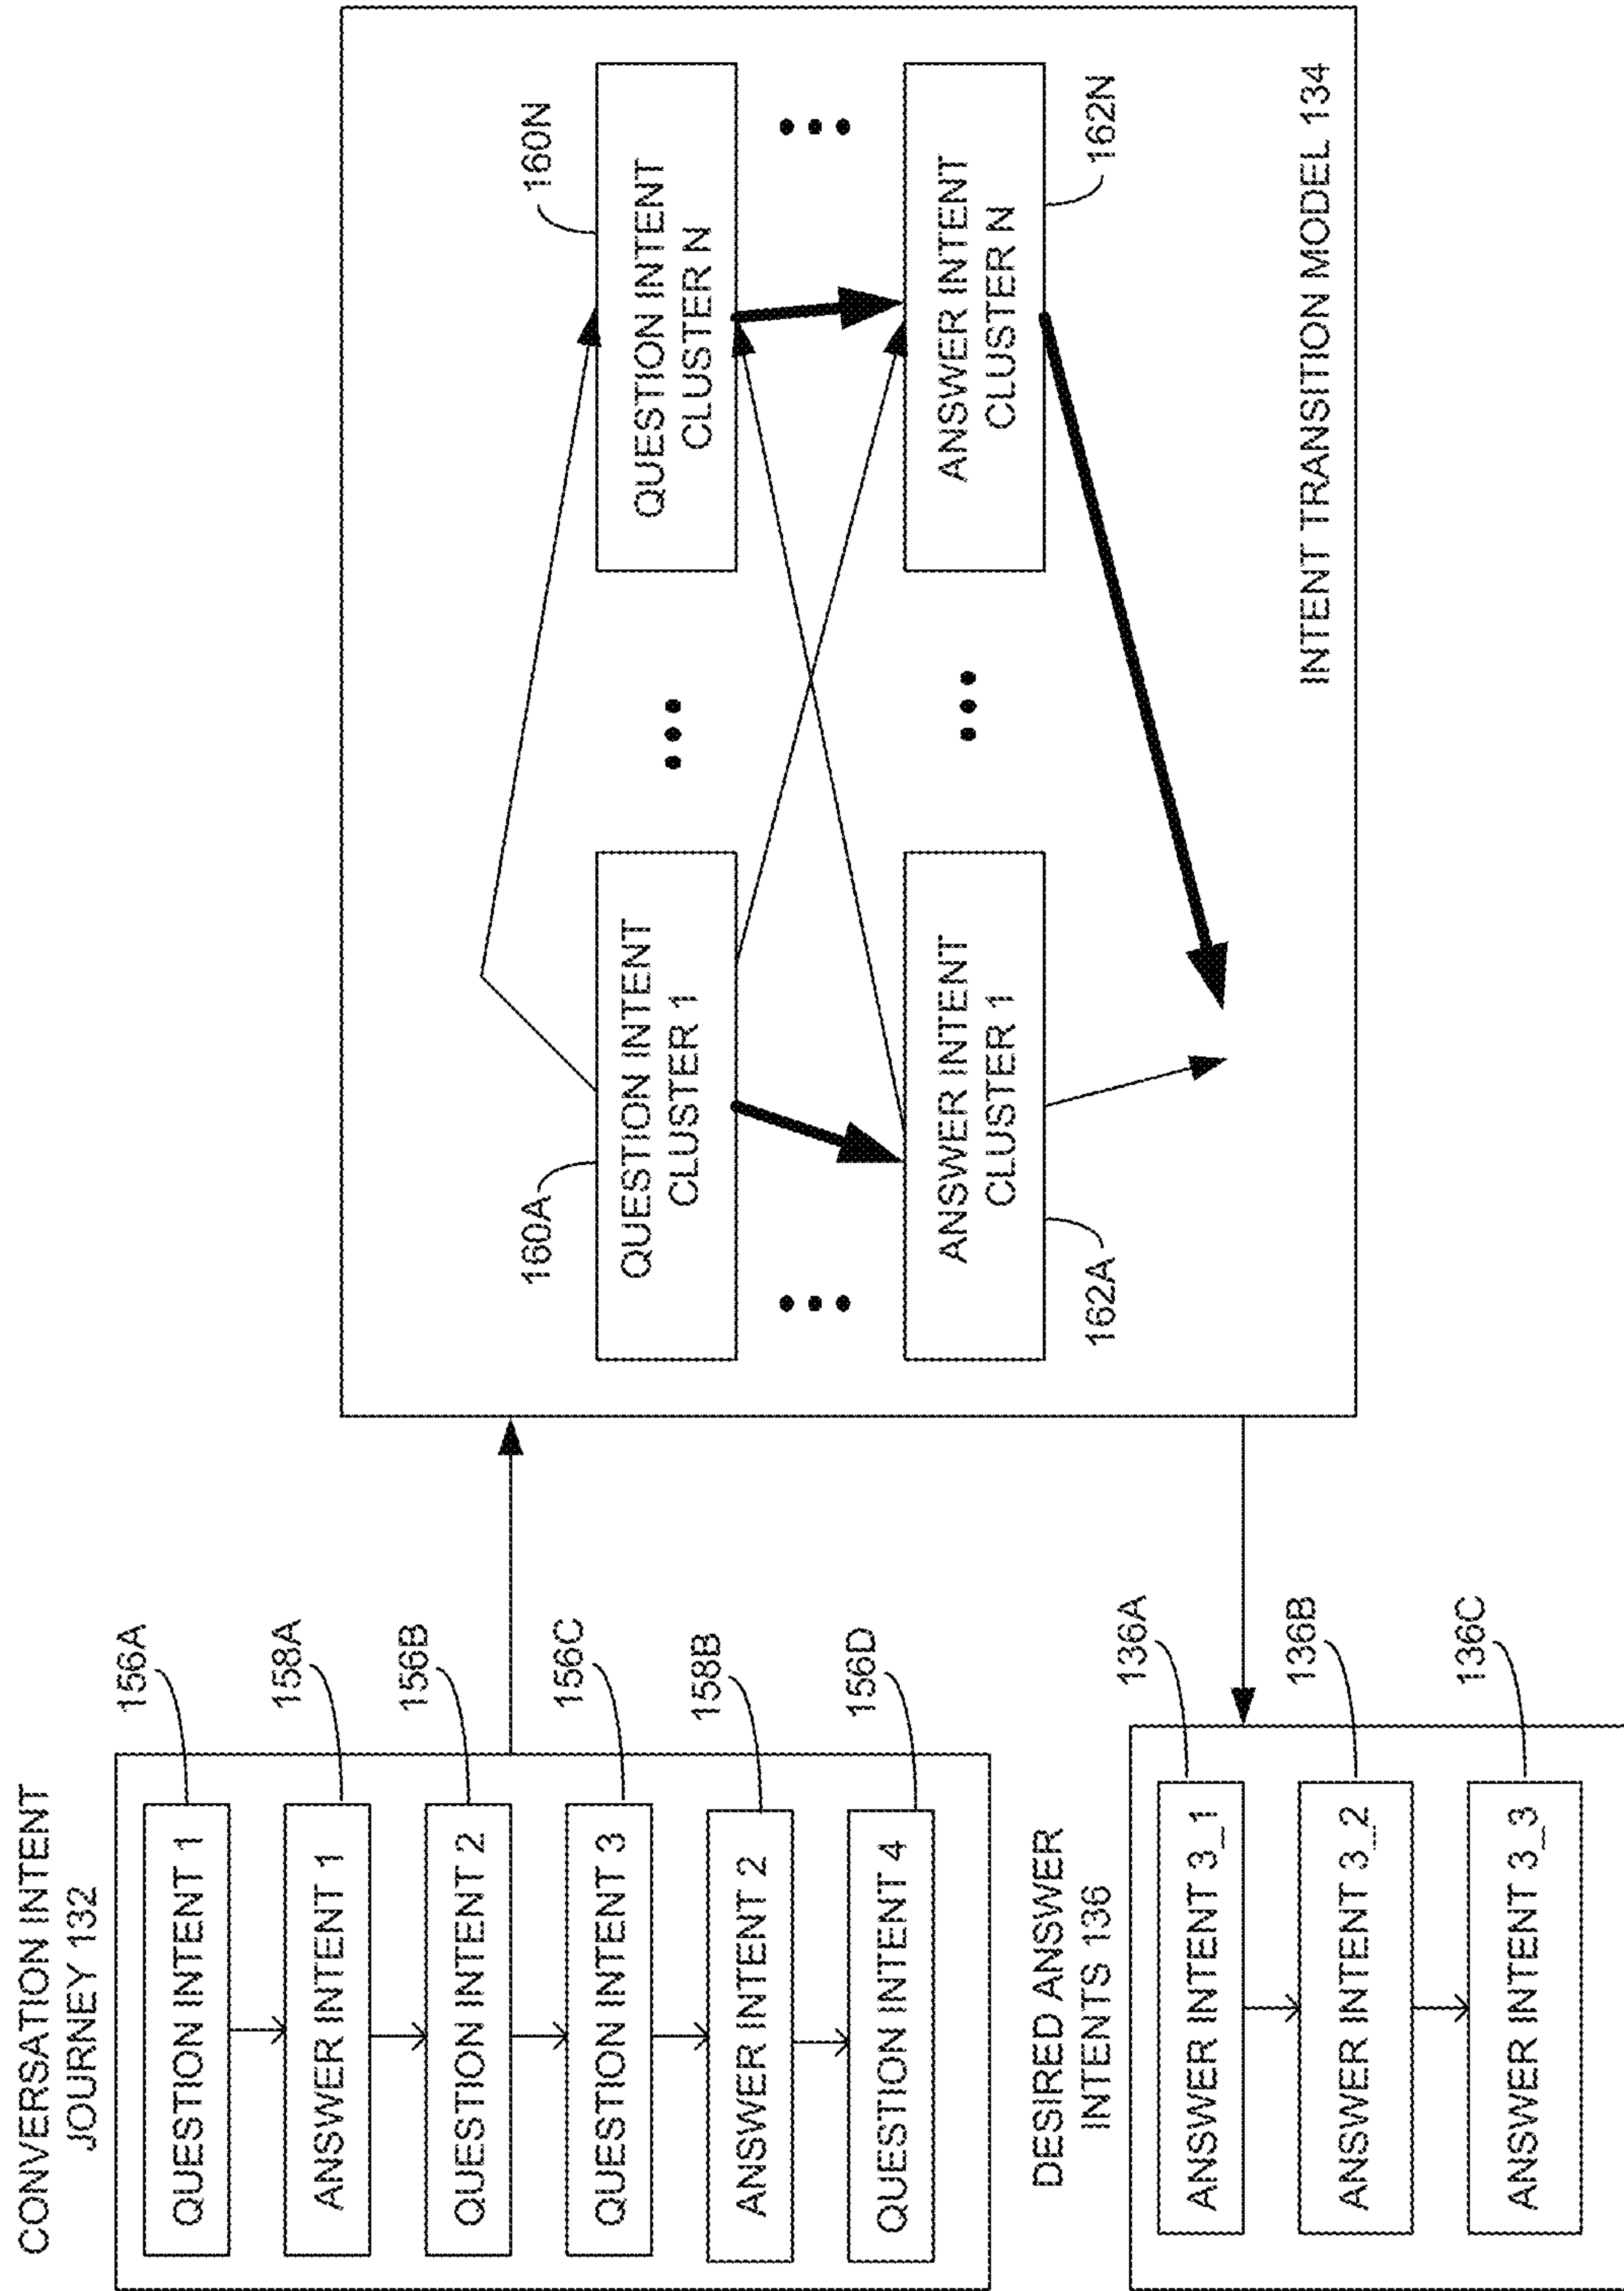 CONVERSATION INTENT
JOURNEY 132
QUESTION INTENT 1
156A
ANSWER INTENT 1
158A
QUESTION INTENT 2
156B
QUESTION INTENT 3
156C
ANSWER INTENT 2
158B
QUESTION INTENT 4
156D
DESIRED ANSWER
INTENTS 136
ANSWER INTENT 3_1
136A
ANSWER INTENT 3_2
136B
ANSWER INTENT 3_3
136C
160A
QUESTION INTENT
CLUSTER 1
160N
QUESTION INTENT
CLUSTER N
ANSWER INTENT
CLUSTER 1
162A
ANSWER INTENT
CLUSTER N
162N
INTENT TRANSITION MODEL 134